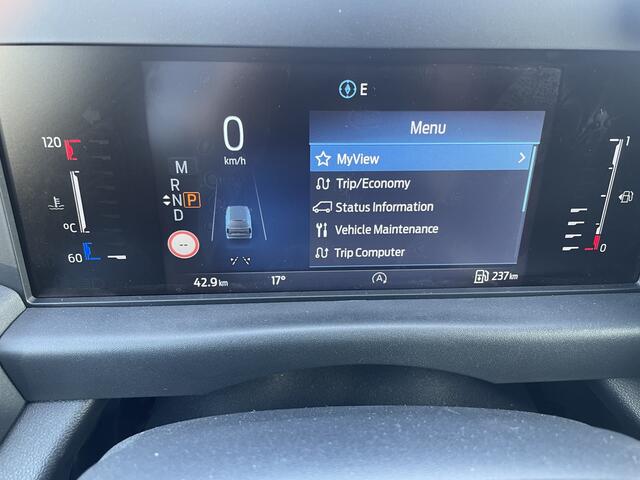 E
120
°C
60
0
km/h
M
R
N P
D
--
Menu
MyView
Trip/Economy
Status Information
Vehicle Maintenance
Trip Computer
1
0
42.9 km
17°
A
237 km